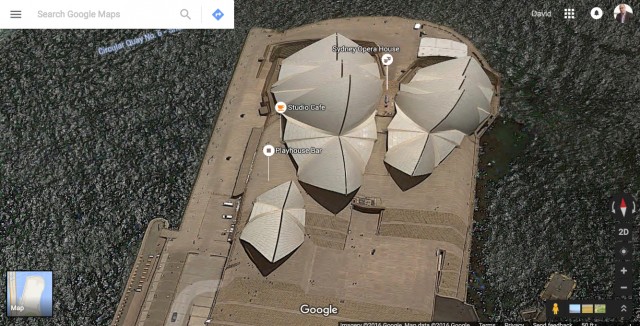 Search Google Maps
David
Circular Quay No. 6
Sydney Opera House
Studio Cafe
Playhouse Bar
2D
Map
Google
Imagery ©2016 Google, Map data ©2016 Google Terms Privacy Send feedback 50 ft